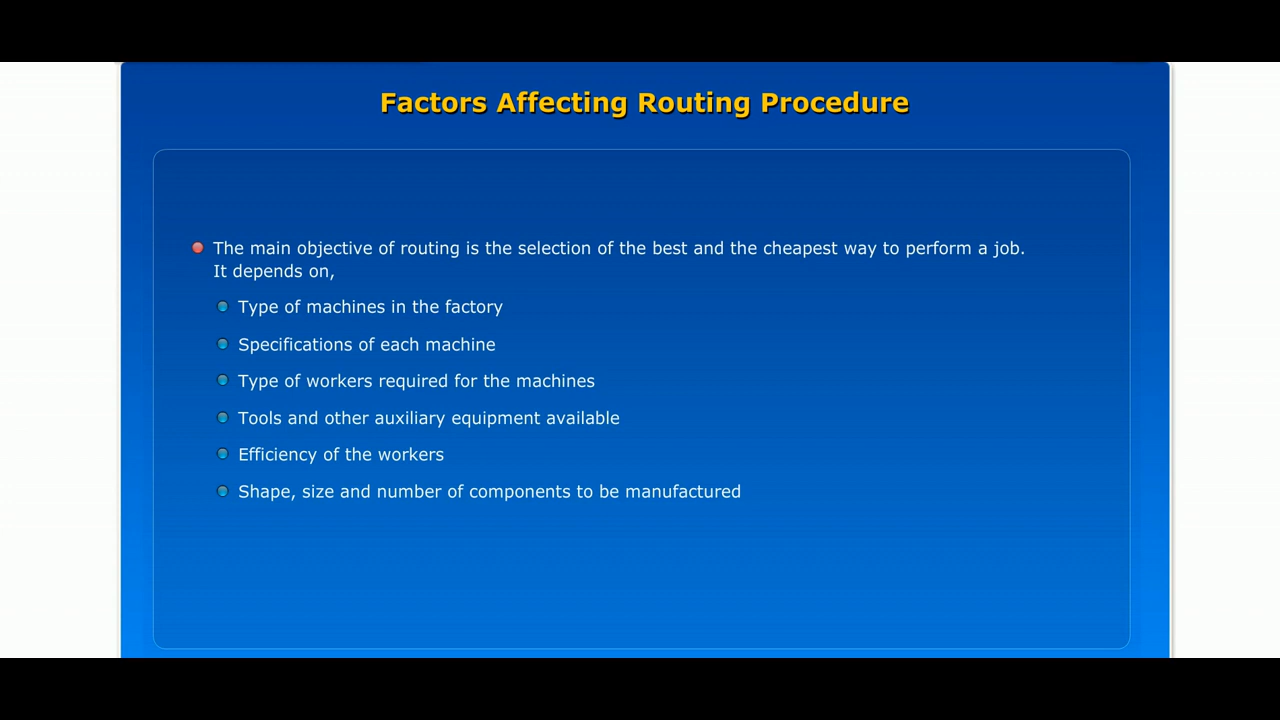 Factors Affecting Routing Procedure
The main objective of routing is the selection of the best and the cheapest way to perform a job.
It depends on,
Type of machines in the factory
Specifications of each machine
Type of workers required for the machines
Tools and other auxiliary equipment available
Efficiency of the workers
Shape, size and number of components to be manufactured